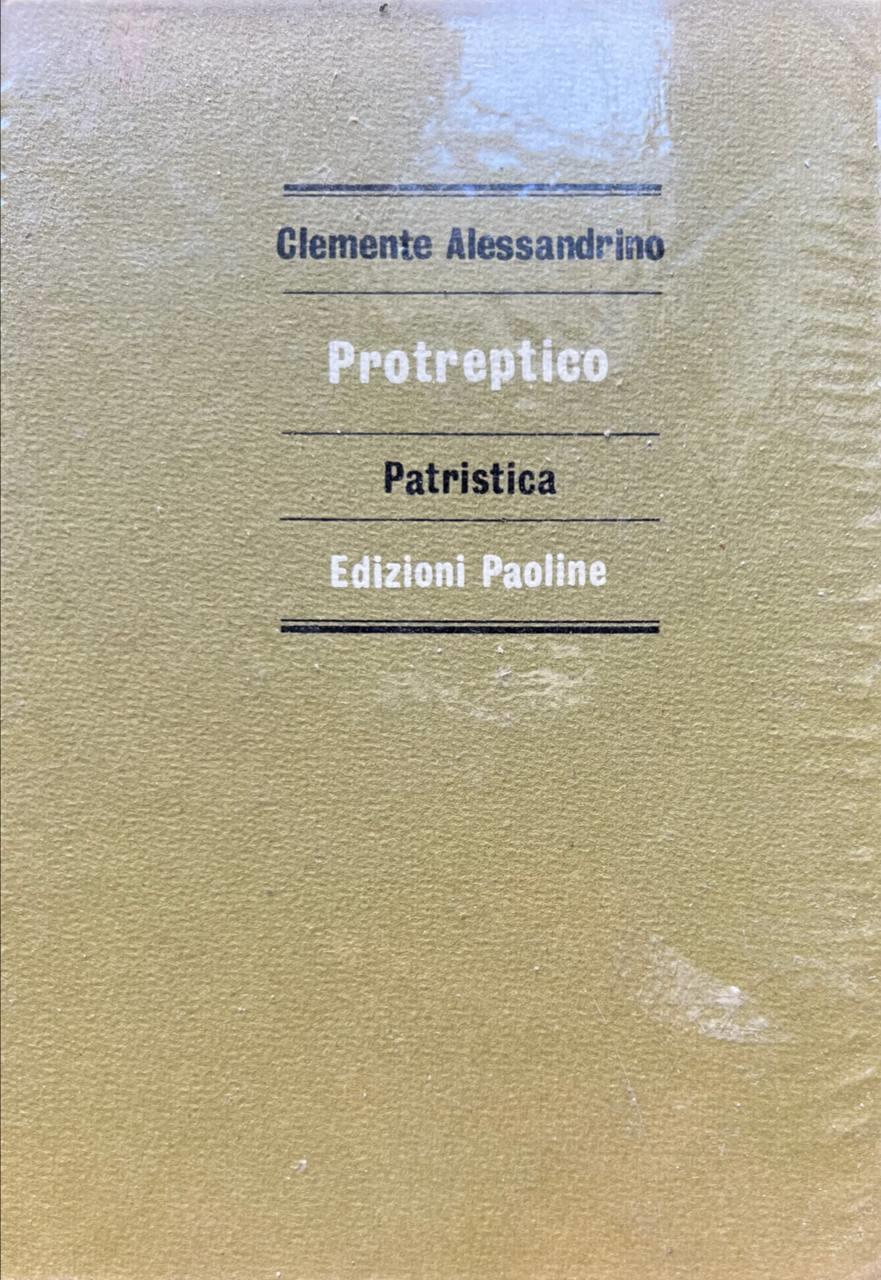 Clemente Alessandrino
Protreptico
Patristica
Edizioni Paoline